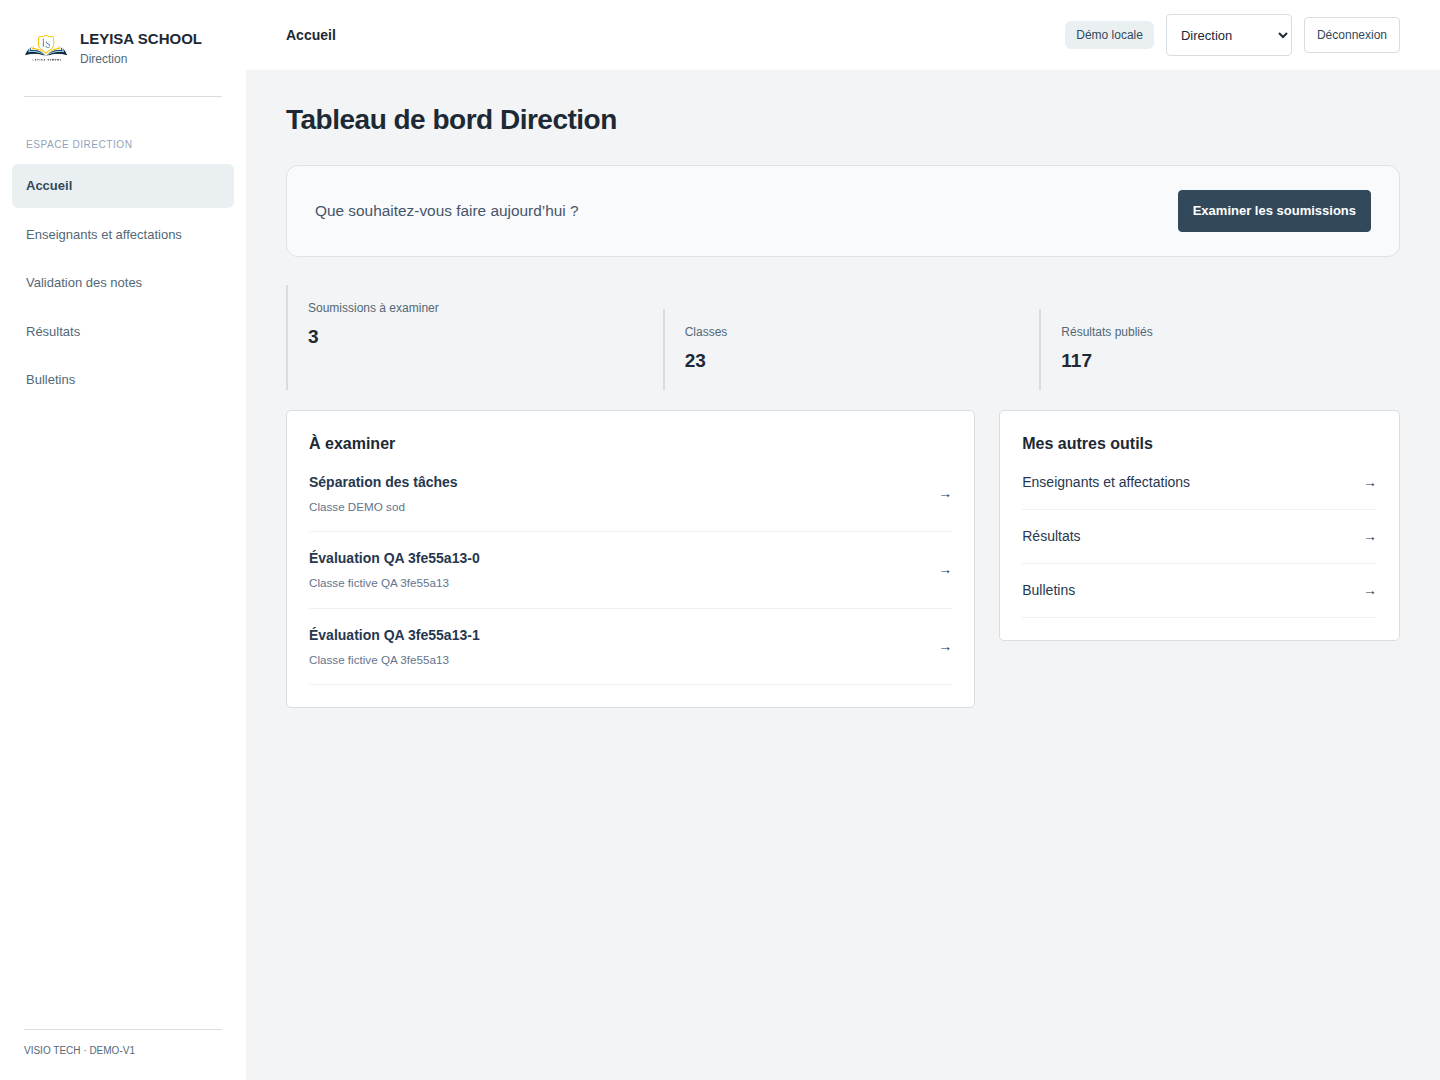 LEYISA SCHOOL
Direction
ESPACE DIRECTION
Accueil
Enseignants et affectations
Validation des notes
Résultats
Bulletins
VISIO TECH · DEMO-V1
Accueil
Démo locale
Direction
Déconnexion
Tableau de bord Direction
Que souhaitez-vous faire aujourd’hui ?
Examiner les soumissions
Soumissions à examiner
3
Classes
23
Résultats publiés
117
À examiner
Séparation des tâches
Classe DEMO sod
→
Évaluation QA 3fe55a13-0
Classe fictive QA 3fe55a13
→
Évaluation QA 3fe55a13-1
Classe fictive QA 3fe55a13
→
Mes autres outils
Enseignants et affectations →
Résultats →
Bulletins →